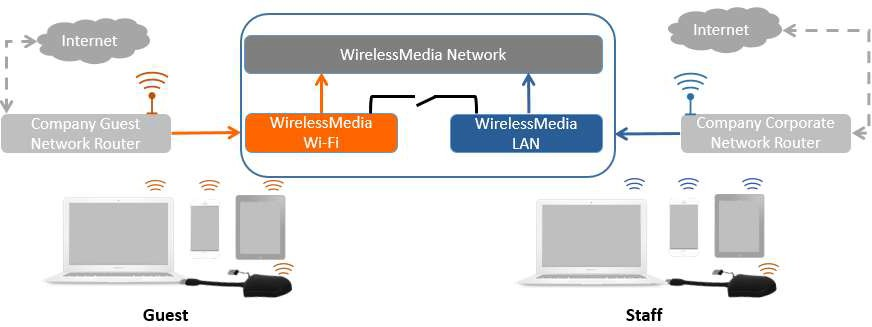 Internet
Internet
WirelessMedia Network
Company Guest
Network Router
WirelessMedia
Wi-Fi
WirelessMedia
LAN
Company Corporate
Network Router
Guest
Staff